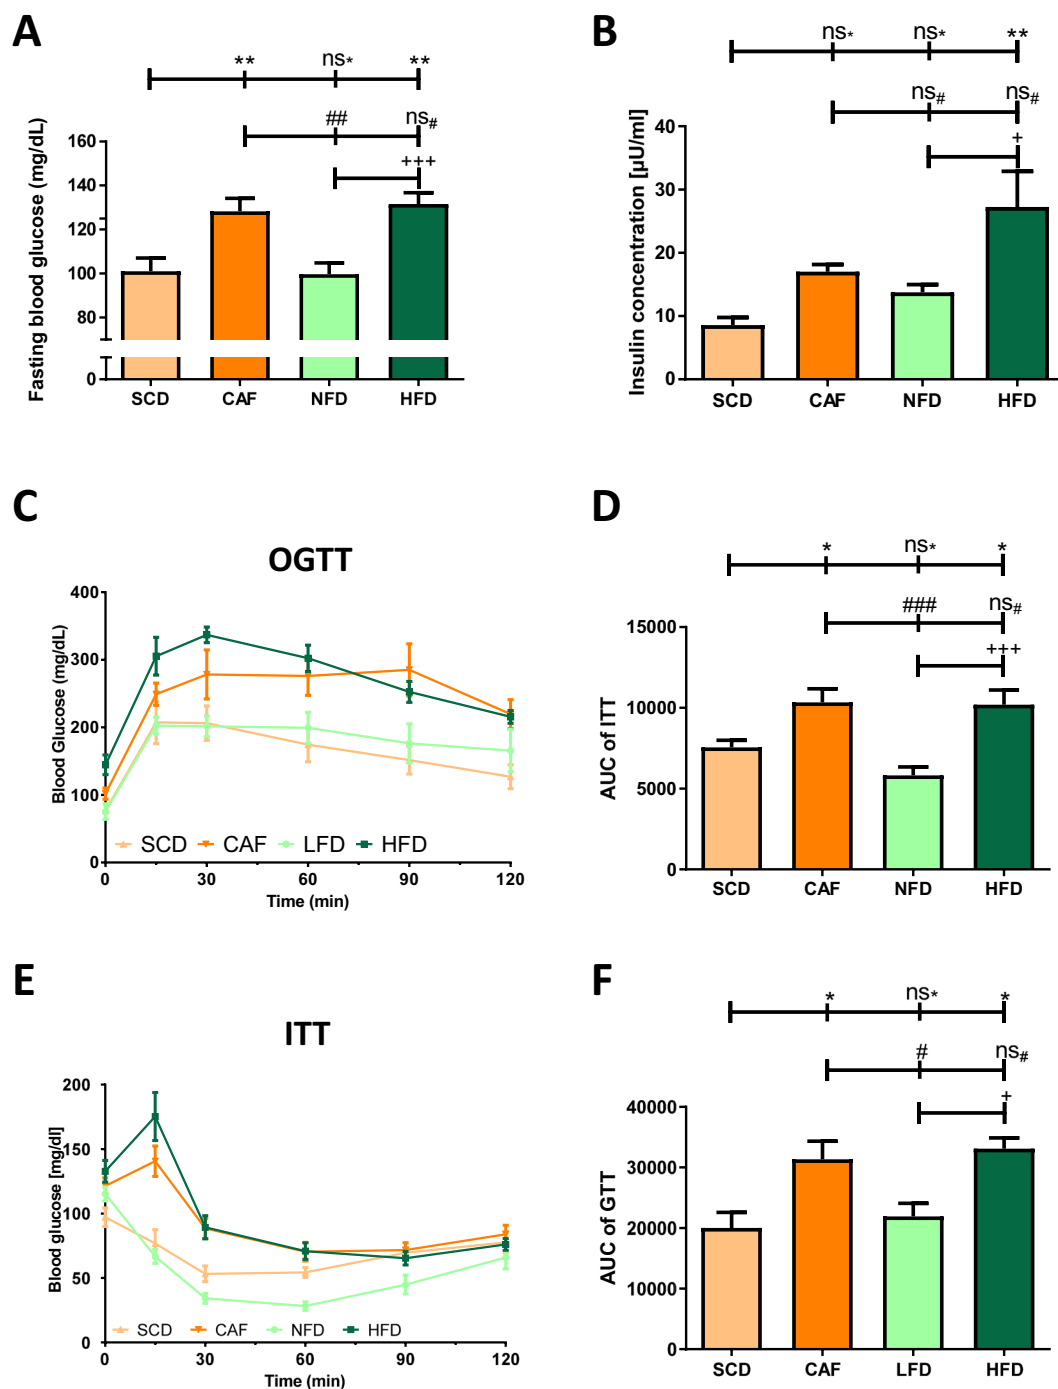 A
** ns* **
## ns#
+++
Fasting blood glucose (mg/dL)
160
140
120
100
80
0
SCD CAF NFD HFD
B
ns* ns* **
ns# ns#
+
Insulin concentration [µU/ml]
40
30
20
10
0
SCD CAF NFD HFD
C
OGTT
Blood Glucose (mg/dL)
400
300
200
100
0
SCD CAF LFD HFD
0 30 60 90 120
Time (min)
D
* ns* *
### ns#
+++
AUC of ITT
15000
10000
5000
0
SCD CAF NFD HFD
E
ITT
Blood glucose [mg/dl]
200
150
100
50
0
SCD CAF NFD HFD
0 30 60 90 120
Time (min)
F
* ns* *
# ns#
+
AUC of GTT
40000
30000
20000
10000
0
SCD CAF LFD HFD